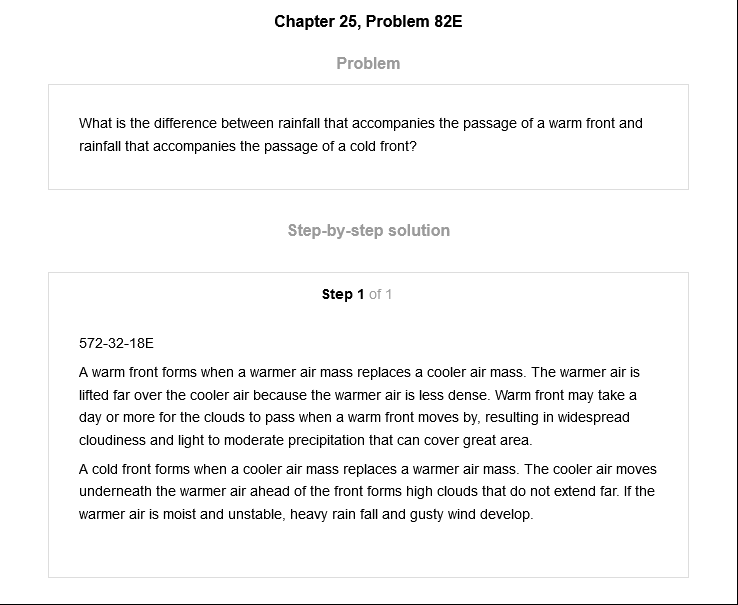 Chapter 25, Problem 82E
Problem
What is the difference between rainfall that accompanies the passage of a warm front and
rainfall that accompanies the passage of a cold front?
Step-by-step solution
Step 1 of 1
572-32-18E
A warm front forms when a warmer air mass replaces a cooler air mass. The warmer air is
lifted far over the cooler air because the warmer air is less dense. Warm front may take a
day or more for the clouds to pass when a warm front moves by, resulting in widespread
cloudiness and light to moderate precipitation that can cover great area.
A cold front forms when a cooler air mass replaces a warmer air mass. The cooler air moves
underneath the warmer air ahead of the front forms high clouds that do not extend far. If the
warmer air is moist and unstable, heavy rain fall and gusty wind develop.